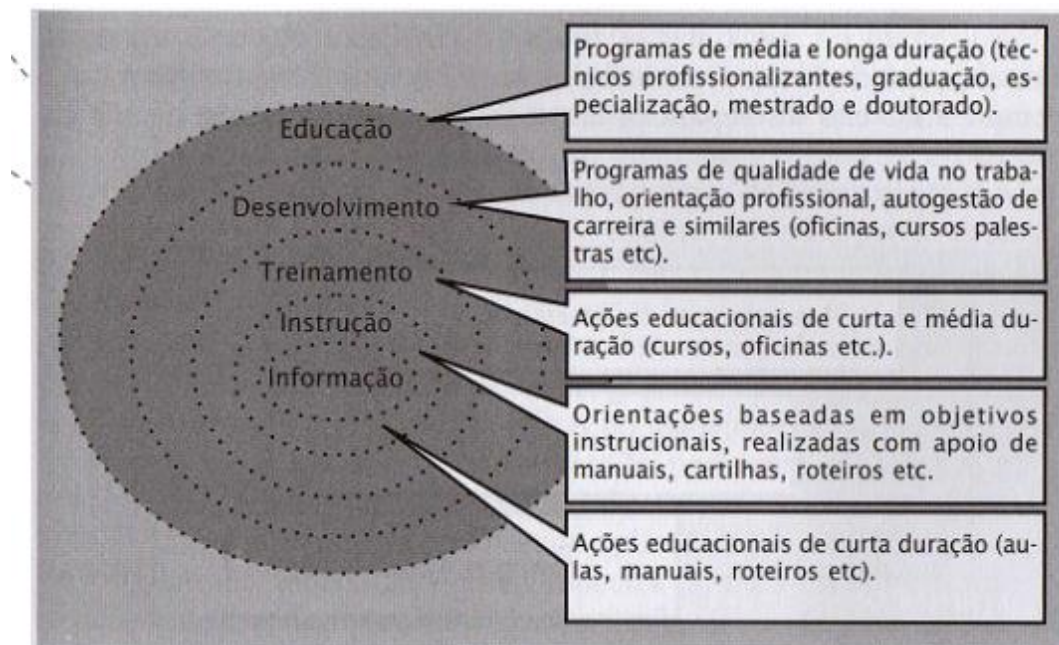 Educação
Desenvolvimento
Treinamento
Instrução
Informação
Programas de média e longa duração (téc-
nicos profissionalizantes, graduação, es-
pecialização, mestrado e doutorado).
Programas de qualidade de vida no traba-
lho, orientação profissional, autogestão de
carreira e similares (oficinas, cursos pales-
tras etc).
Ações educacionais de curta e média du-
ração (cursos, oficinas etc.).
Orientações baseadas em objetivos
instrucionais, realizadas com apoio de
manuais, cartilhas, roteiros etc.
Ações educacionais de curta duração (au-
las, manuais, roteiros etc).